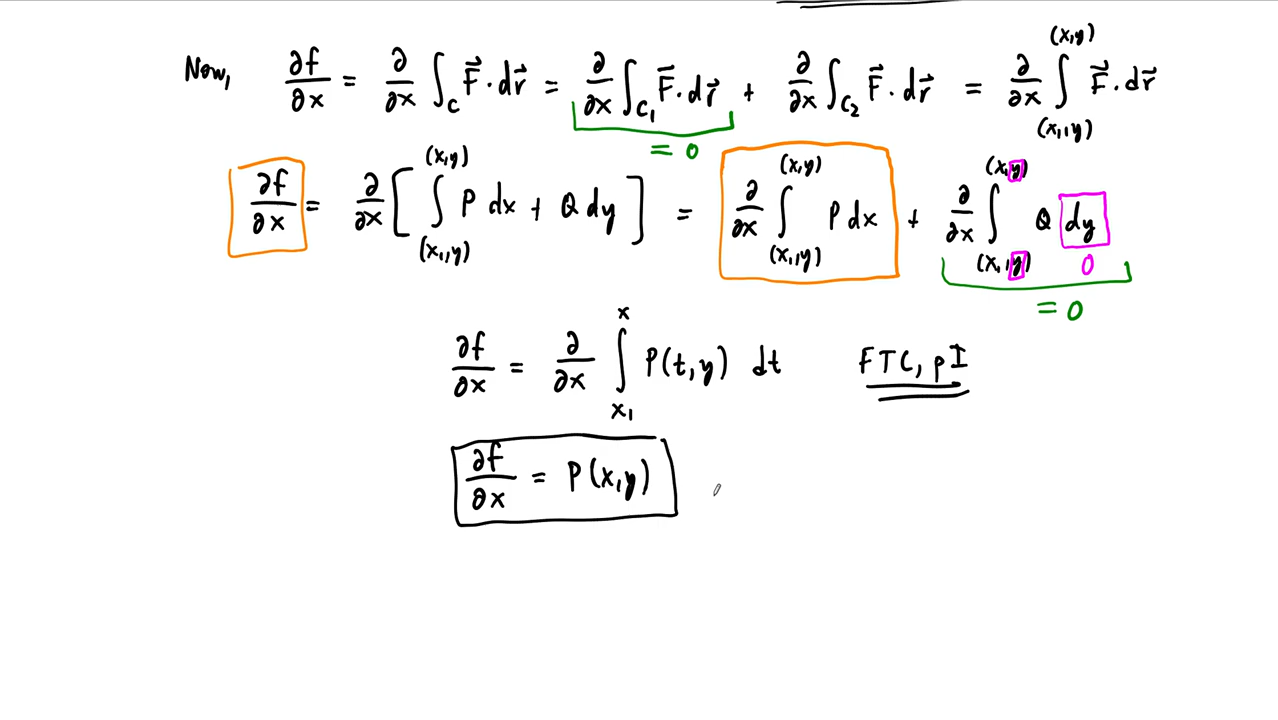 Now, ∂f/∂x = ∂/∂x ∫_C F⃗ · dr⃗ = ∂/∂x ∫_{C₁} F⃗ · dr⃗ + ∂/∂x ∫_{C₂} F⃗ · dr⃗ = ∂/∂x ∫_{(x₁,y)}^{(x,y)} F⃗ · dr⃗
= 0
∂f/∂x = ∂/∂x [ ∫_{(x₁,y)}^{(x,y)} P dx + Q dy ] = ∂/∂x ∫_{(x₁,y)}^{(x,y)} P dx + ∂/∂x ∫_{(x₁,y)}^{(x,y)} Q dy
0
= 0
∂f/∂x = ∂/∂x ∫_{x₁}^{x} P(t,y) dt FTC, pI
∂f/∂x = P(x,y)